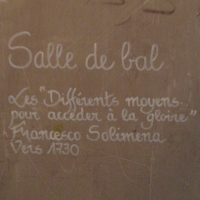 Salle de bal
Les "Différents moyens
pour accéder à la gloire"
Francesco Solimena
Vers 1730